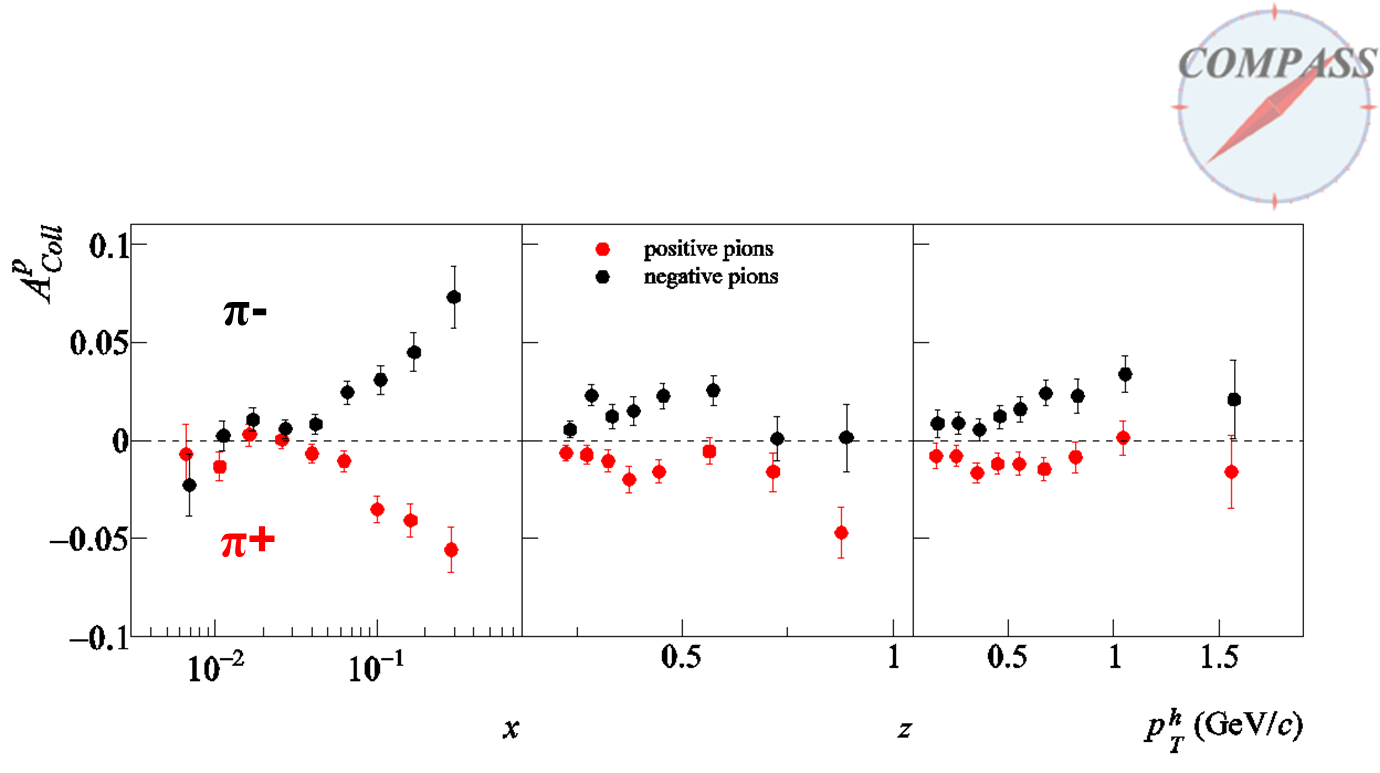 COMPASS
A^p_Coll
0.1
0.05
0
−0.05
−0.1
π-
π+
positive pions
negative pions
10^−2 10^−1
0.5 1
0.5 1 1.5
x
z
p_T^h (GeV/c)